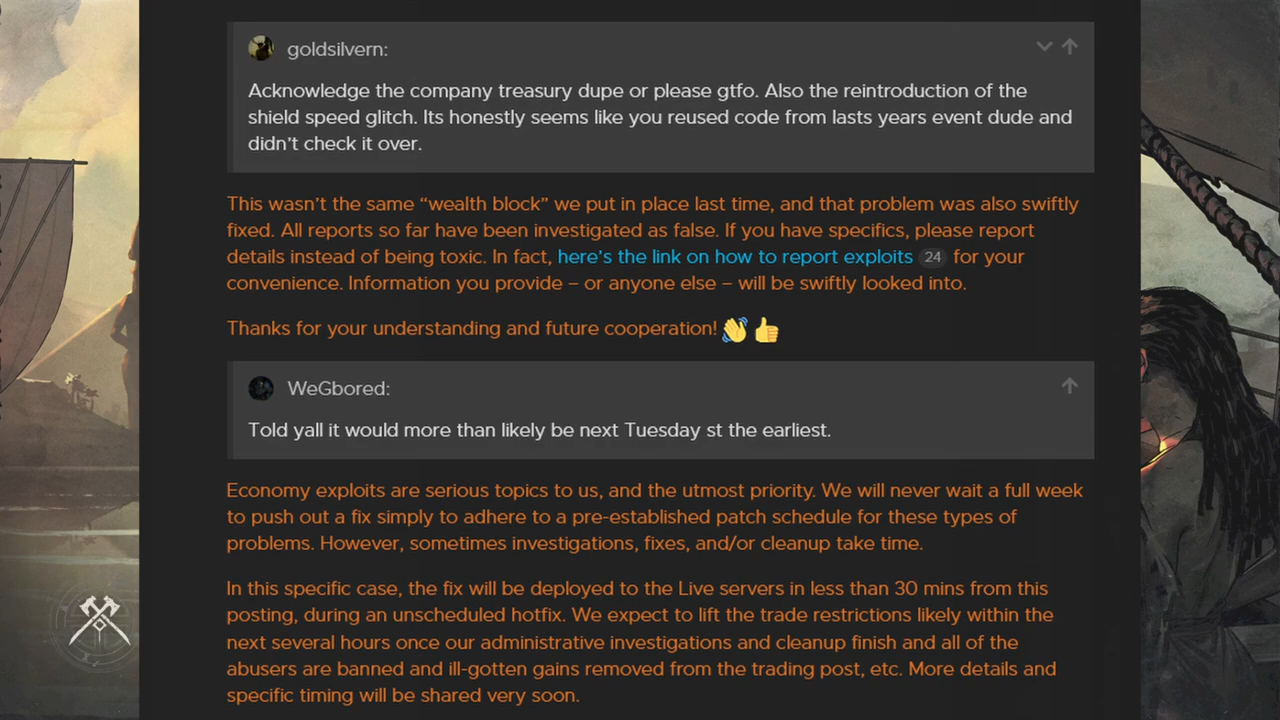 goldsilvern:
Acknowledge the company treasury dupe or please gtfo. Also the reintroduction of the
shield speed glitch. Its honestly seems like you reused code from lasts years event dude and
didn't check it over.
This wasn't the same “wealth block” we put in place last time, and that problem was also swiftly
fixed. All reports so far have been investigated as false. If you have specifics, please report
details instead of being toxic. In fact, here's the link on how to report exploits 24 for your
convenience. Information you provide – or anyone else – will be swiftly looked into.
Thanks for your understanding and future cooperation! 👋 👍
WeGbored:
Told yall it would more than likely be next Tuesday st the earliest.
Economy exploits are serious topics to us, and the utmost priority. We will never wait a full week
to push out a fix simply to adhere to a pre-established patch schedule for these types of
problems. However, sometimes investigations, fixes, and/or cleanup take time.
In this specific case, the fix will be deployed to the Live servers in less than 30 mins from this
posting, during an unscheduled hotfix. We expect to lift the trade restrictions likely within the
next several hours once our administrative investigations and cleanup finish and all of the
abusers are banned and ill-gotten gains removed from the trading post, etc. More details and
specific timing will be shared very soon.